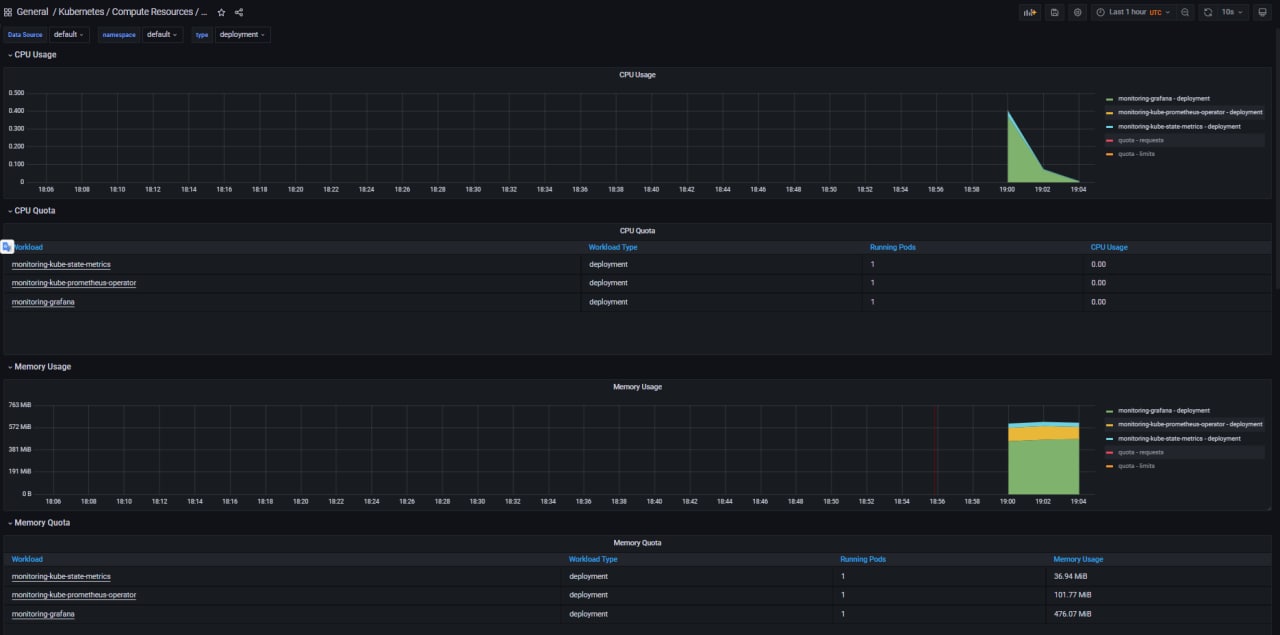 General / Kubernetes / Compute Resources / ...
Last 1 hour UTC 10s
Data Source default namespace default type deployment
CPU Usage
CPU Usage
0.500
0.400
0.300
0.200
0.100
0
18:06 18:08 18:10 18:12 18:14 18:16 18:18 18:20 18:22 18:24 18:26 18:28 18:30 18:32 18:34 18:36 18:38 18:40 18:42 18:44 18:46 18:48 18:50 18:52 18:54 18:56 18:58 19:00 19:02 19:04
monitoring-grafana - deployment
monitoring-kube-prometheus-operator - deployment
monitoring-kube-state-metrics - deployment
quota - requests
quota - limits
CPU Quota
CPU Quota
Workload Workload Type Running Pods CPU Usage
monitoring-kube-state-metrics deployment 1 0.00
monitoring-kube-prometheus-operator deployment 1 0.00
monitoring-grafana deployment 1 0.00
Memory Usage
Memory Usage
763 MiB
572 MiB
381 MiB
191 MiB
0 B
18:06 18:08 18:10 18:12 18:14 18:16 18:18 18:20 18:22 18:24 18:26 18:28 18:30 18:32 18:34 18:36 18:38 18:40 18:42 18:44 18:46 18:48 18:50 18:52 18:54 18:56 18:58 19:00 19:02 19:04
monitoring-grafana - deployment
monitoring-kube-prometheus-operator - deployment
monitoring-kube-state-metrics - deployment
quota - requests
quota - limits
Memory Quota
Memory Quota
Workload Workload Type Running Pods Memory Usage
monitoring-kube-state-metrics deployment 1 36.94 MiB
monitoring-kube-prometheus-operator deployment 1 101.77 MiB
monitoring-grafana deployment 1 476.07 MiB